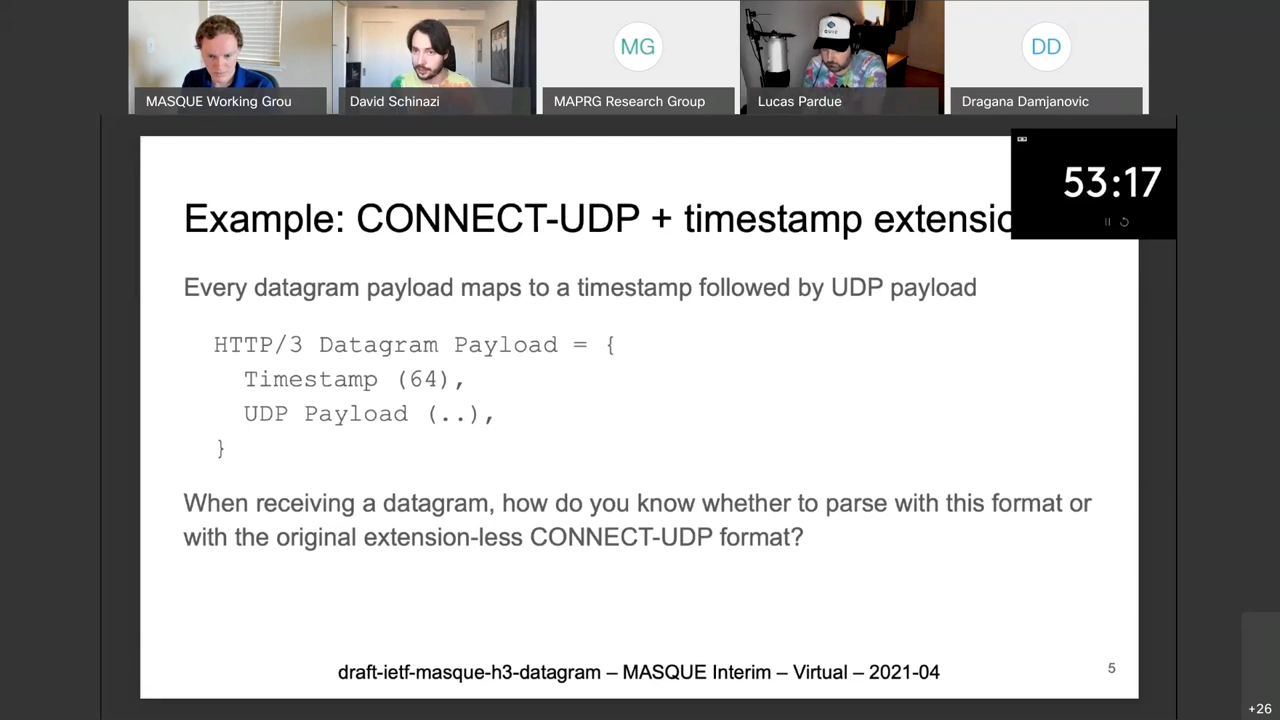 MASQUE Working Grou
David Schinazi
MG
MAPRG Research Group
Lucas Pardue
DD
Dragana Damjanovic
QUIC
53:17
Example: CONNECT-UDP + timestamp extensio
Every datagram payload maps to a timestamp followed by UDP payload
HTTP/3 Datagram Payload = {
Timestamp (64),
UDP Payload (..),
}
When receiving a datagram, how do you know whether to parse with this format or
with the original extension-less CONNECT-UDP format?
draft-ietf-masque-h3-datagram – MASQUE Interim – Virtual – 2021-04
5
+26